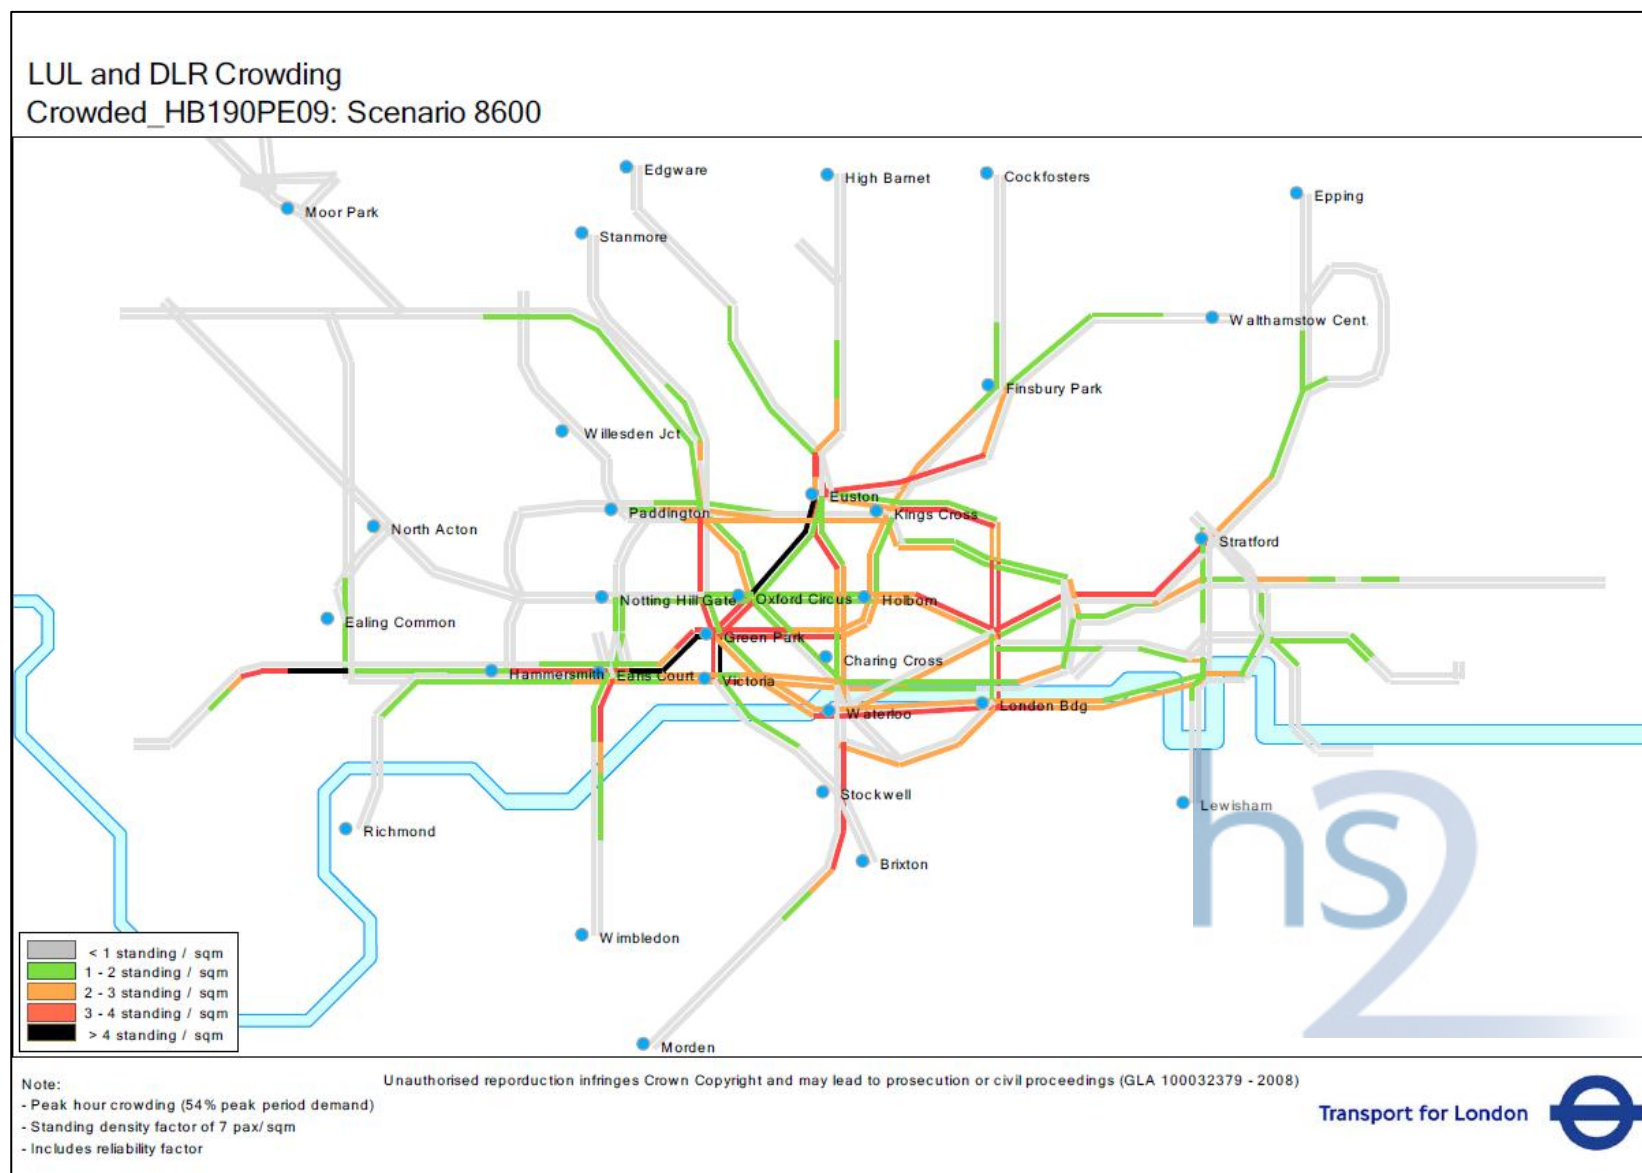 LUL and DLR Crowding
Crowded_HB190PE09: Scenario 8600
Edgware
High Barnet
Cockfosters
Epping
Moor Park
Stanmore
Walthamstow Cent.
Finsbury Park
Willesden Jct
Euston
Paddington
Kings Cross
North Acton
Stratford
Notting Hill Gate
Oxford Circus
Holborn
Ealing Common
Green Park
Charing Cross
Hammersmith
Earls Court
Victoria
Waterloo
London Bdg
Stockwell
Lewisham
Richmond
Brixton
hs2
Wimbledon
Morden
< 1 standing / sqm
1 - 2 standing / sqm
2 - 3 standing / sqm
3 - 4 standing / sqm
> 4 standing / sqm
Note:
Unauthorised reporduction infringes Crown Copyright and may lead to prosecution or civil proceedings (GLA 100032379 - 2008)
- Peak hour crowding (54% peak period demand)
- Standing density factor of 7 pax/sqm
- Includes reliability factor
Transport for London